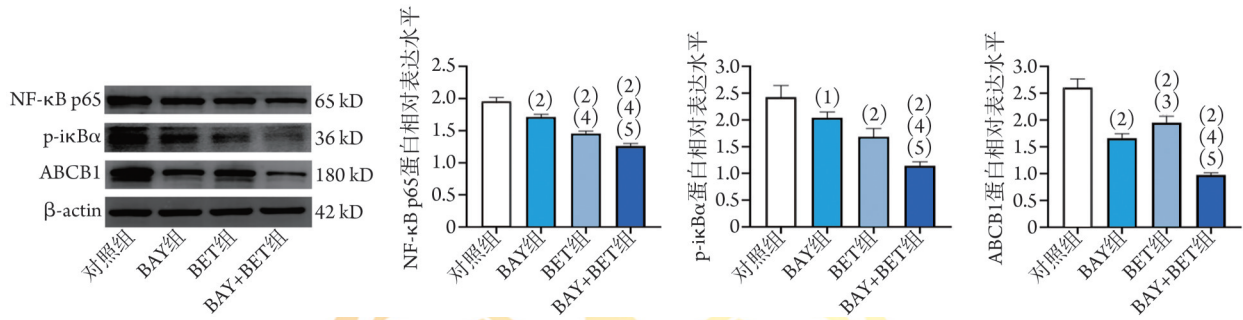 NF-κB p65
65 kD
p-iκBα
36 kD
ABCB1
180 kD
β-actin
42 kD
对照组
BAY组
BET组
BAY+BET组
NF-κB p65蛋白相对表达水平
2.5
2.0
1.5
1.0
0.5
0
(2)
(2)
(4)
(2)
(4)
(5)
对照组
BAY组
BET组
BAY+BET组
p-iκBα蛋白相对表达水平
3.0
2.5
2.0
1.5
1.0
0.5
0
(1)
(2)
(2)
(4)
(5)
对照组
BAY组
BET组
BAY+BET组
ABCB1蛋白相对表达水平
3.0
2.5
2.0
1.5
1.0
0.5
0
(2)
(2)
(3)
(2)
(4)
(5)
对照组
BAY组
BET组
BAY+BET组